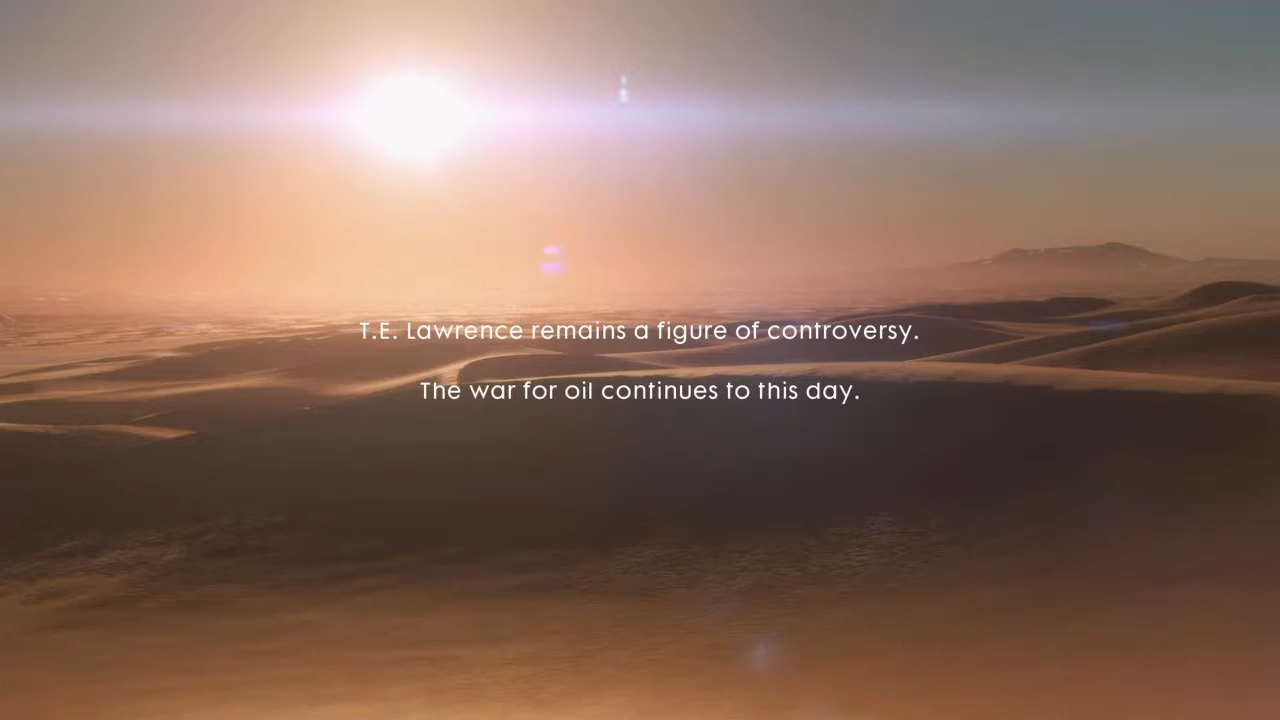 T.E. Lawrence remains a figure of controversy.
The war for oil continues to this day.